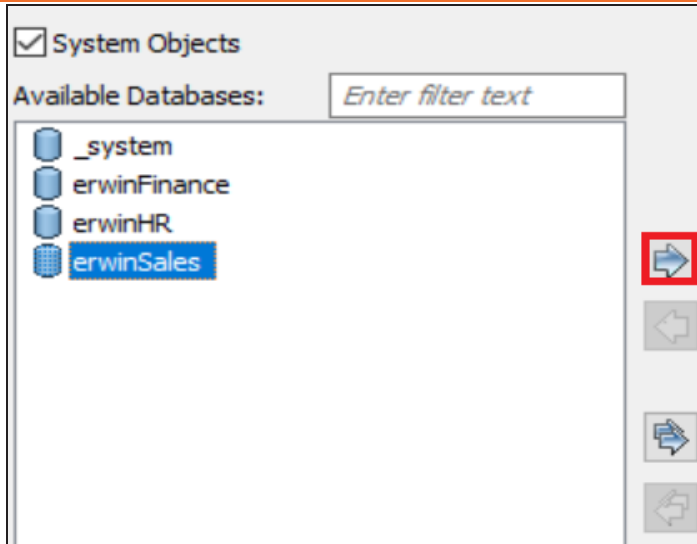 System Objects
Available Databases: Enter filter text
_system
erwinFinance
erwinHR
erwinSales